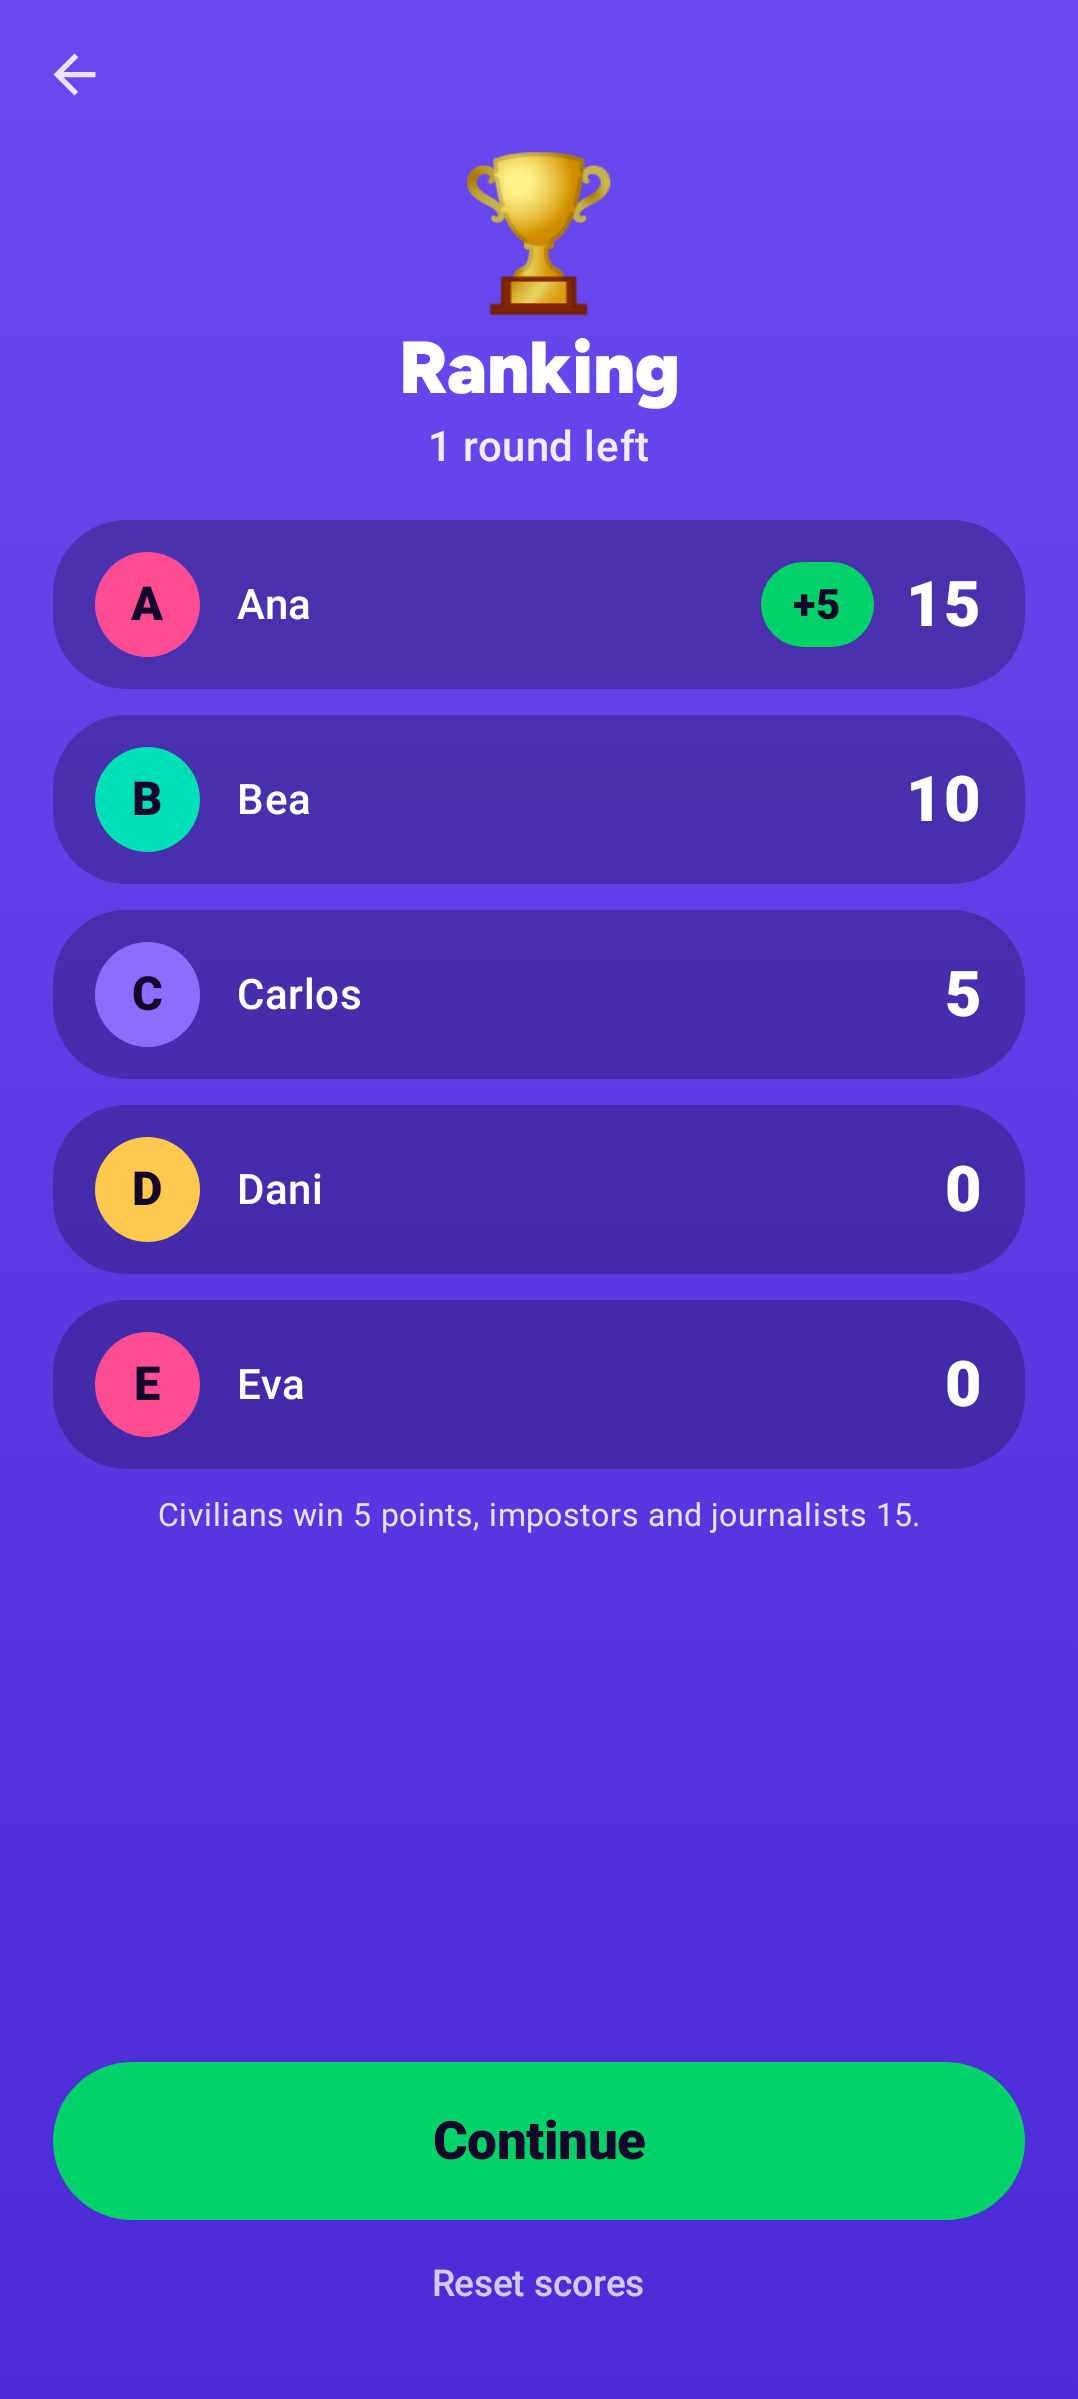 Ranking
1 round left
A Ana +5 15
B Bea 10
C Carlos 5
D Dani 0
E Eva 0
Civilians win 5 points, impostors and journalists 15.
Continue
Reset scores